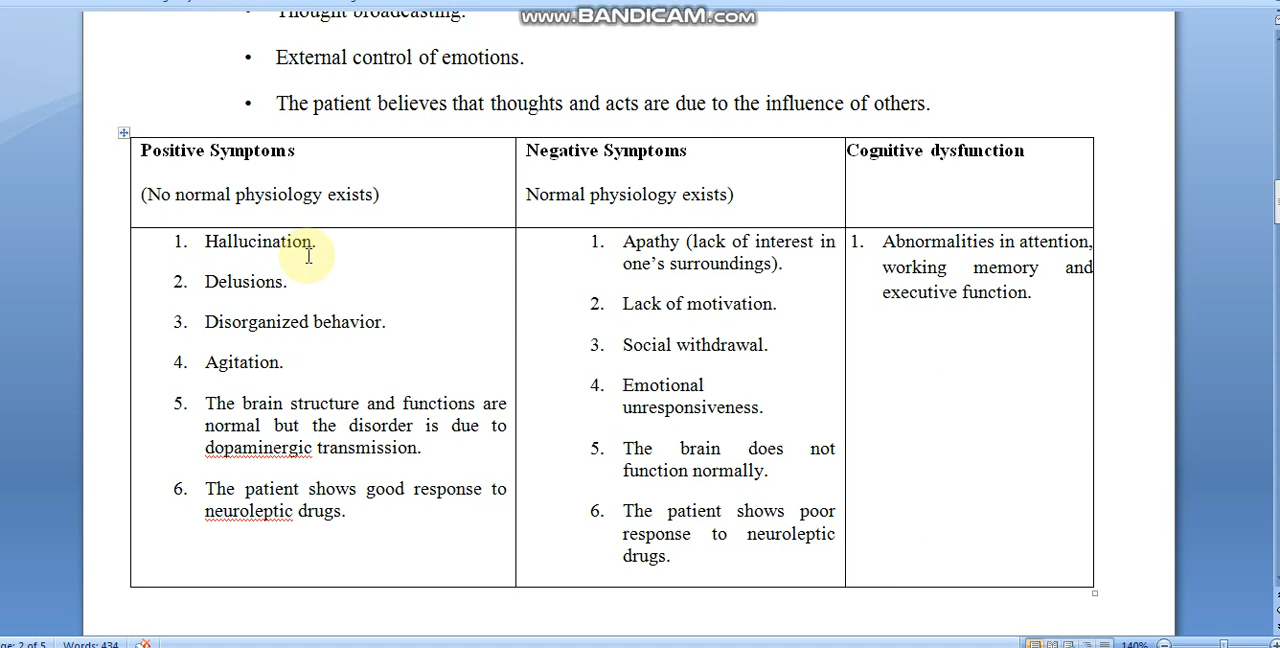 www.BANDICAM.com
• Thought broadcasting.
• External control of emotions.
• The patient believes that thoughts and acts are due to the influence of others.
Positive Symptoms
(No normal physiology exists)
Negative Symptoms
Normal physiology exists)
Cognitive dysfunction
1. Hallucination.
2. Delusions.
3. Disorganized behavior.
4. Agitation.
5. The brain structure and functions are
normal but the disorder is due to
dopaminergic transmission.
6. The patient shows good response to
neuroleptic drugs.
1. Apathy (lack of interest in
one's surroundings).
2. Lack of motivation.
3. Social withdrawal.
4. Emotional
unresponsiveness.
5. The brain does not
function normally.
6. The patient shows poor
response to neuroleptic
drugs.
1. Abnormalities in attention,
working memory and
executive function.
ge: 2 of 5 Words: 434
140%